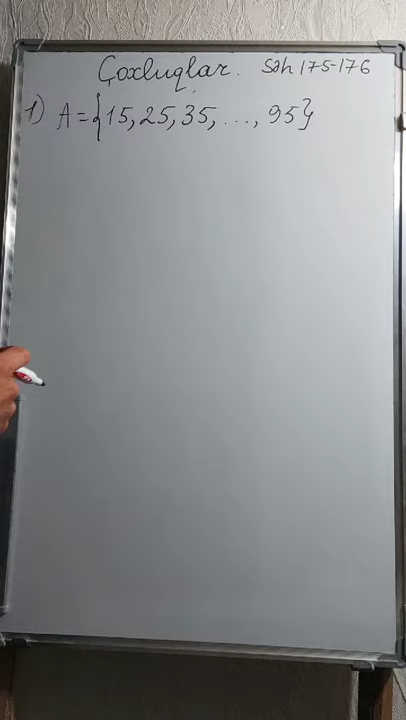 Çoxluqlar. Səh 175-176
1) A={15, 25, 35, ..., 95}